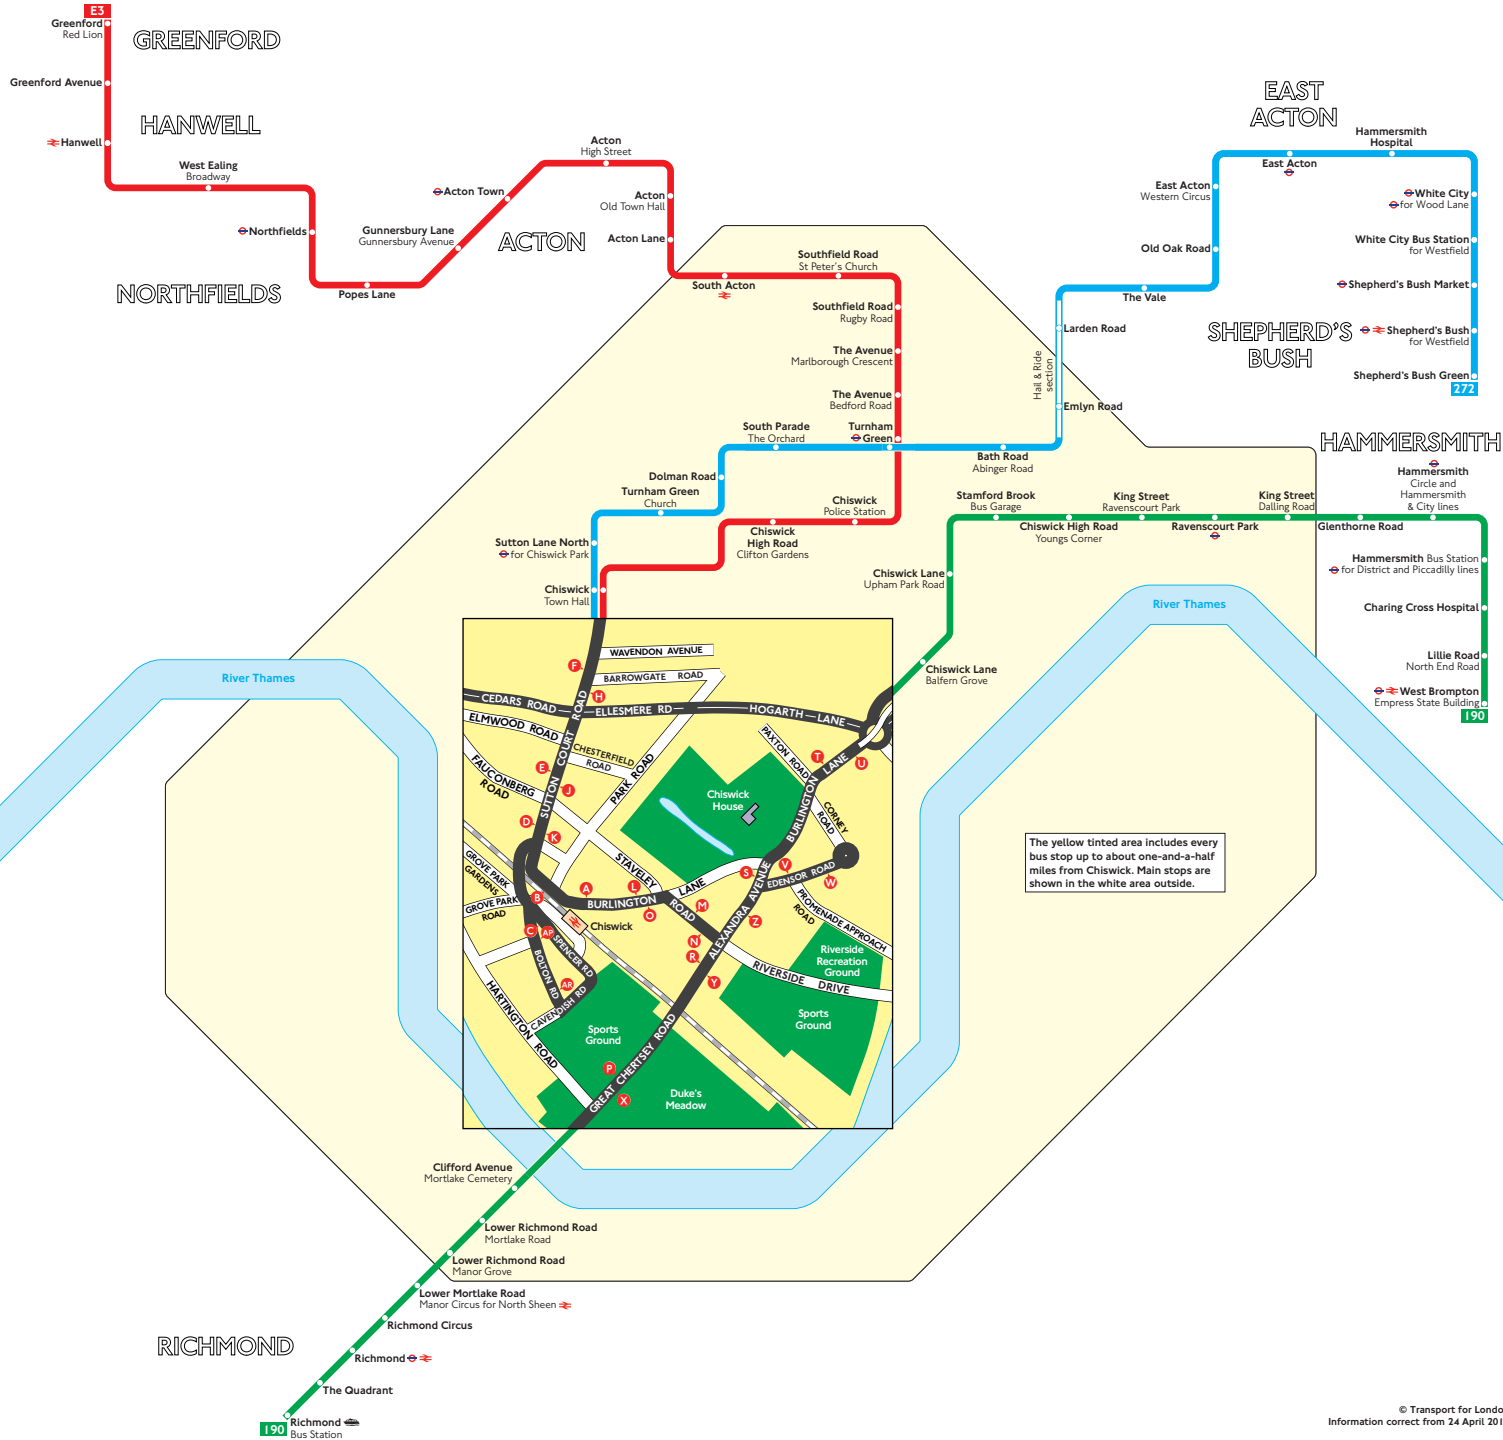 E3
Greenford
Red Lion
GREENFORD
Greenford Avenue
HANWELL
Hanwell
West Ealing
Broadway
Northfields
NORTHFIELDS
Popes Lane
Gunnersbury Lane
Gunnersbury Avenue
Acton Town
ACTON
Acton
High Street
Acton
Old Town Hall
Acton Lane
South Acton
Southfield Road
St Peter's Church
Southfield Road
Rugby Road
The Avenue
Marlborough Crescent
The Avenue
Bedford Road
Turnham
Green
South Parade
The Orchard
Dolman Road
Turnham Green
Church
Sutton Lane North
for Chiswick Park
Chiswick
Town Hall
Chiswick
Police Station
Chiswick
High Road
Clifton Gardens
Bath Road
Abinger Road
Hail & Ride
section
Emlyn Road
Larden Road
The Vale
Old Oak Road
East Acton
Western Circus
EAST
ACTON
East Acton
Hammersmith
Hospital
White City
for Wood Lane
White City Bus Station
for Westfield
Shepherd's Bush Market
SHEPHERD'S
BUSH
Shepherd's Bush
for Westfield
Shepherd's Bush Green
272
HAMMERSMITH
Hammersmith
Circle and
Hammersmith
& City lines
Stamford Brook
Bus Garage
Chiswick High Road
Youngs Corner
King Street
Ravenscourt Park
Ravenscourt Park
King Street
Dalling Road
Glenthorne Road
Hammersmith Bus Station
for District and Piccadilly lines
Charing Cross Hospital
Lillie Road
North End Road
West Brompton
Empress State Building
190
Chiswick Lane
Upham Park Road
Chiswick Lane
Balfern Grove
River Thames
River Thames
WAVENDON AVENUE
BARROWGATE ROAD
F
H
CEDARS ROAD
ELLESMERE RD
HOGARTH LANE
ELMWOOD ROAD
CHESTERFIELD
ROAD
SUTTON COURT ROAD
FAUCONBERG
ROAD
PARK ROAD
PAXTON ROAD
BURLINGTON LANE
CORNEY
ROAD
T
U
E
J
D
K
Chiswick
House
GROVE PARK
GARDENS
GROVE PARK
ROAD
STAVELEY
ROAD
BURLINGTON
LANE
EDENSOR ROAD
ALEXANDRA AVENUE
PROMENADE APPROACH
ROAD
A
B
L
O
M
S
V
W
Z
N
R
Y
C
AP
AR
Chiswick
SPENCER RD
BOLTON RD
CAVENDISH RD
HARTINGTON ROAD
RIVERSIDE DRIVE
Riverside
Recreation
Ground
Sports
Ground
Sports
Ground
GREAT CHERTSEY ROAD
P
X
Duke's
Meadow
The yellow tinted area includes every
bus stop up to about one-and-a-half
miles from Chiswick. Main stops are
shown in the white area outside.
Clifford Avenue
Mortlake Cemetery
Lower Richmond Road
Mortlake Road
Lower Richmond Road
Manor Grove
Lower Mortlake Road
Manor Circus for North Sheen
Richmond Circus
RICHMOND
Richmond
The Quadrant
190
Richmond
Bus Station
© Transport for Londo
Information correct from 24 April 201